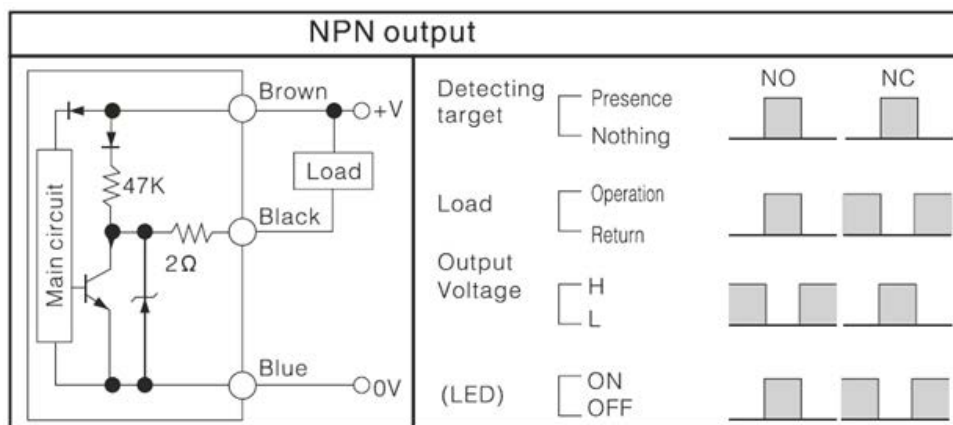 NPN output
Brown
+V
Load
47K
Black
2Ω
Main circuit
Blue
0V
NO NC
Detecting
target
Presence
Nothing
Load
Operation
Return
Output
Voltage
H
L
(LED)
ON
OFF